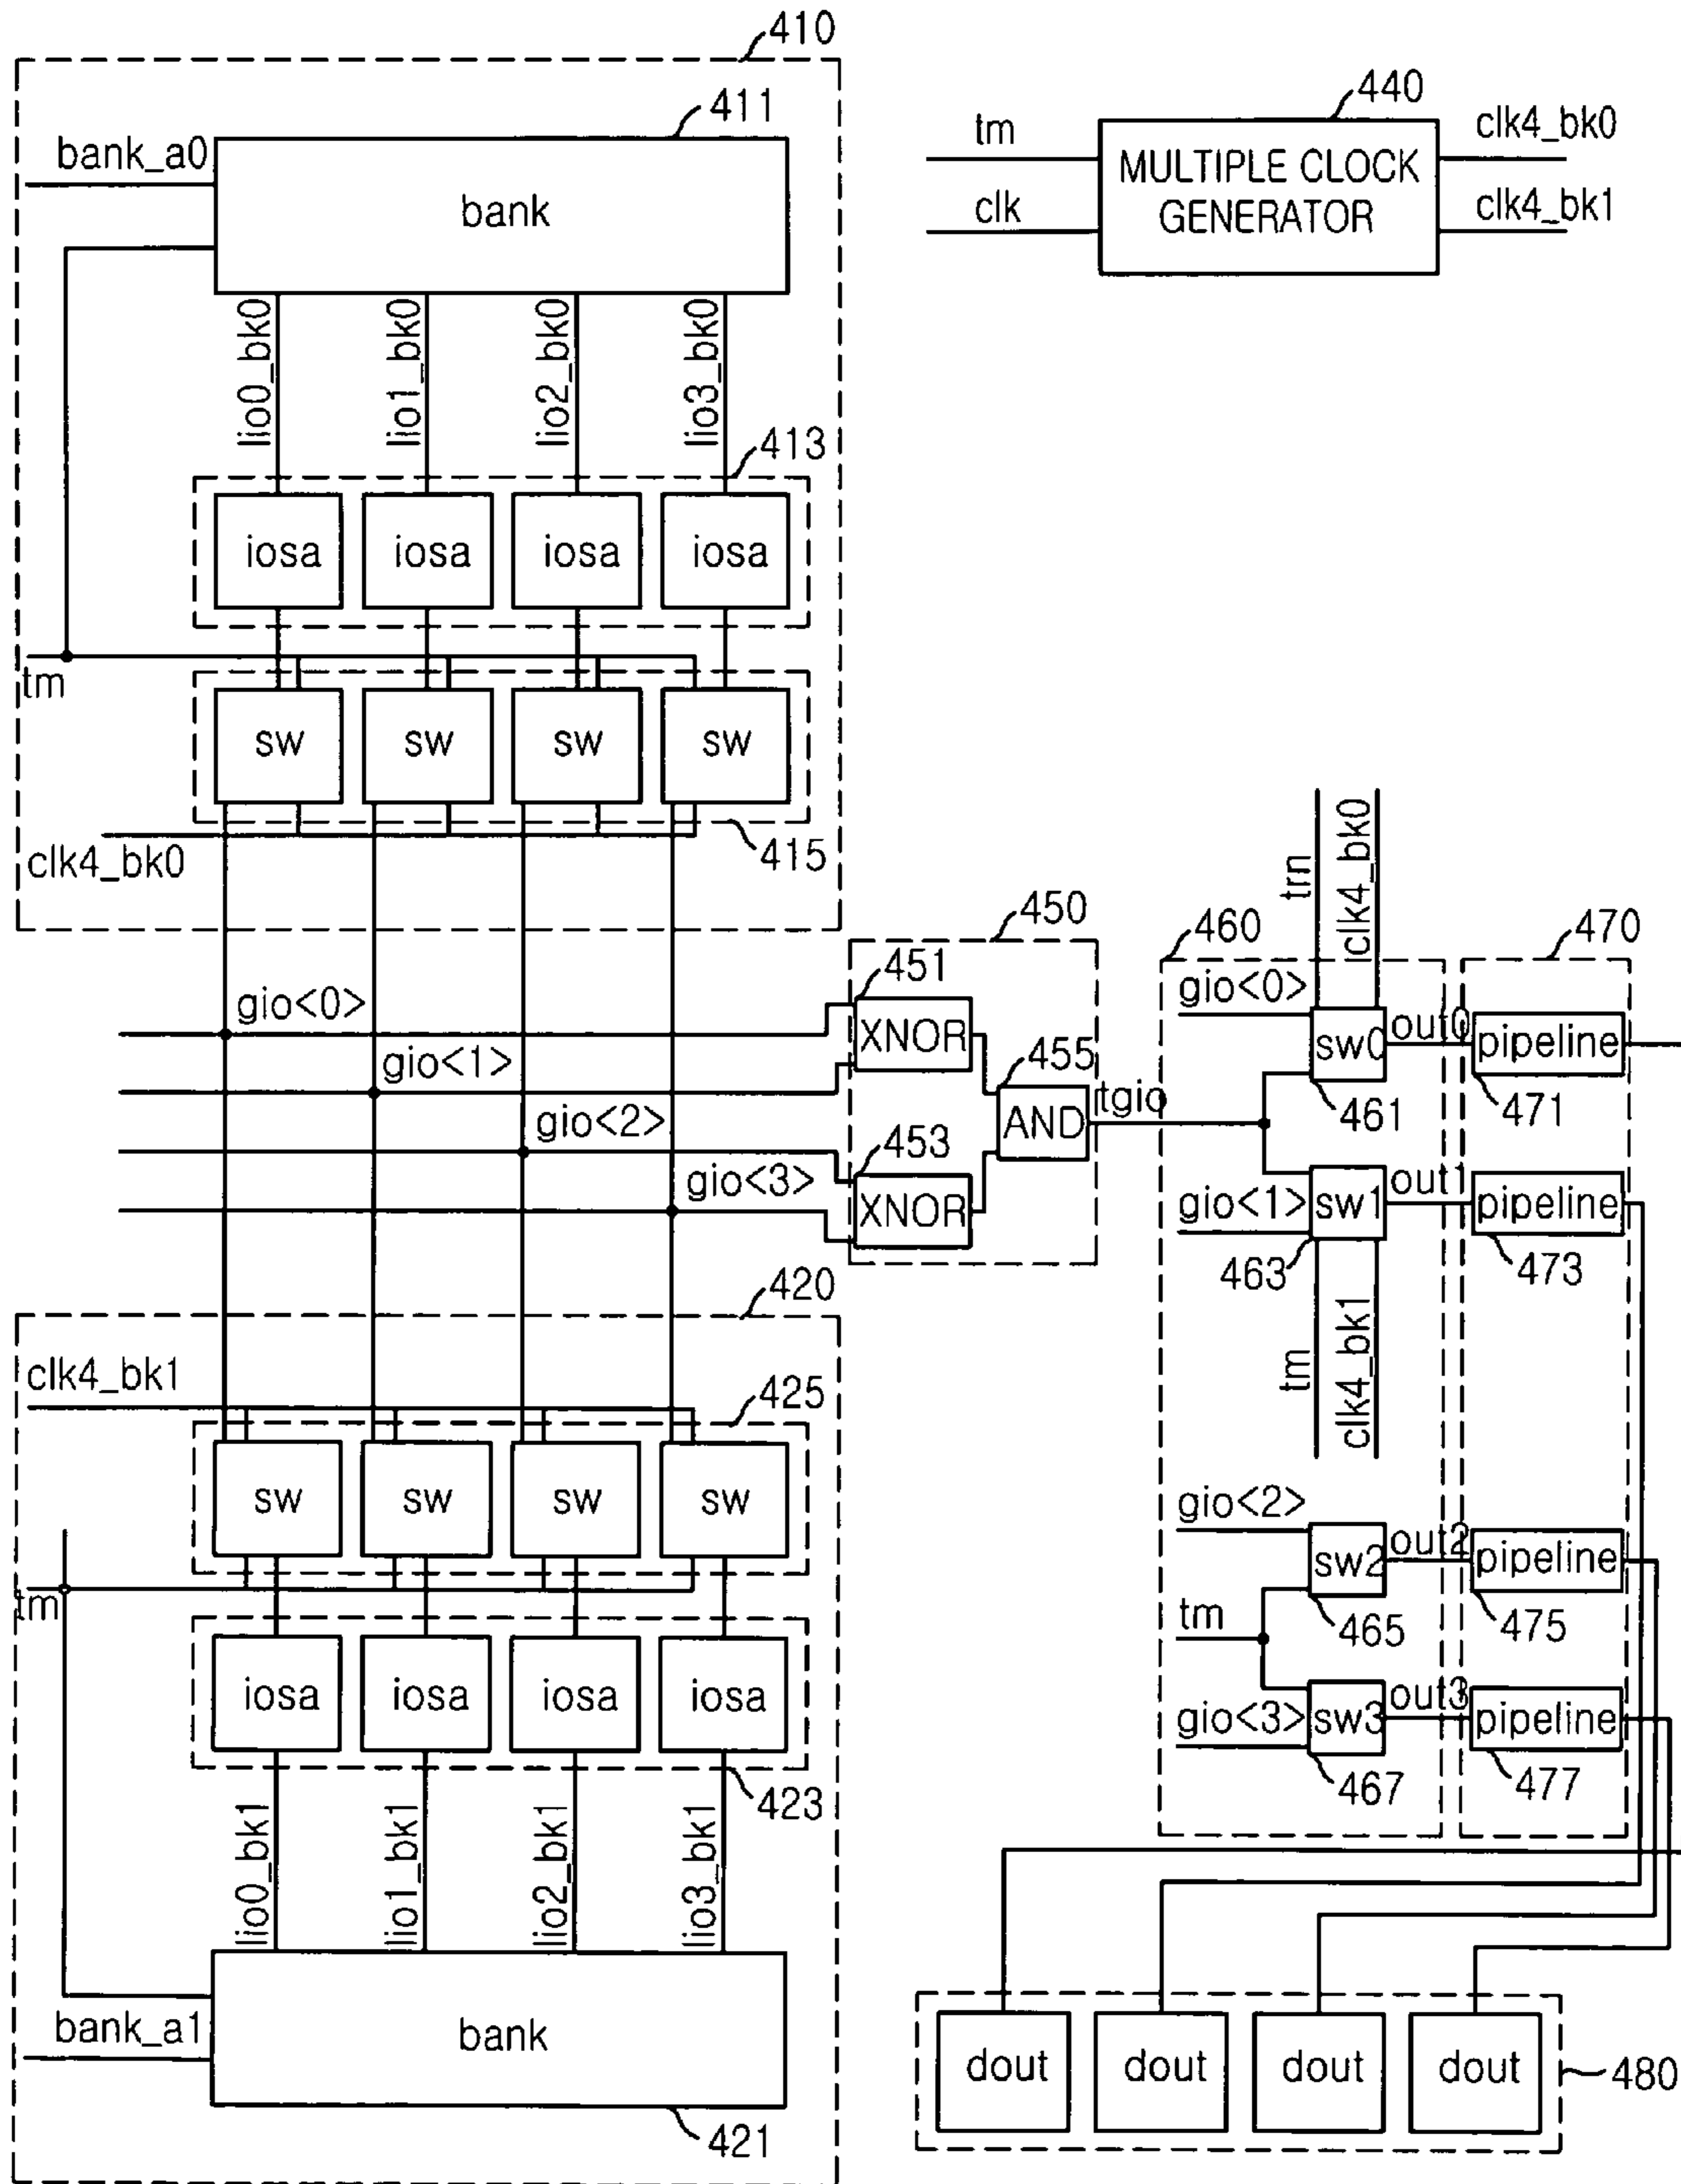 410
411
bank_a0
bank
lio0_bk0
lio1_bk0
lio2_bk0
lio3_bk0
413
iosa
iosa
iosa
iosa
tm
sw
sw
sw
sw
clk4_bk0
415
440
tm
clk
MULTIPLE CLOCK
GENERATOR
clk4_bk0
clk4_bk1
gio<0>
gio<1>
gio<2>
gio<3>
450
451
XNOR
453
XNOR
455
AND
tgio
460
trn
clk4_bk0
gio<0>
sw0
out0
461
gio<1>
sw1
out1
463
tm
clk4_bk1
gio<2>
sw2
out2
465
tm
gio<3>
sw3
out3
467
470
pipeline
471
pipeline
473
pipeline
475
pipeline
477
420
clk4_bk1
425
sw
sw
sw
sw
tm
iosa
iosa
iosa
iosa
423
lio0_bk1
lio1_bk1
lio2_bk1
lio3_bk1
bank_a1
bank
421
dout
dout
dout
dout
480